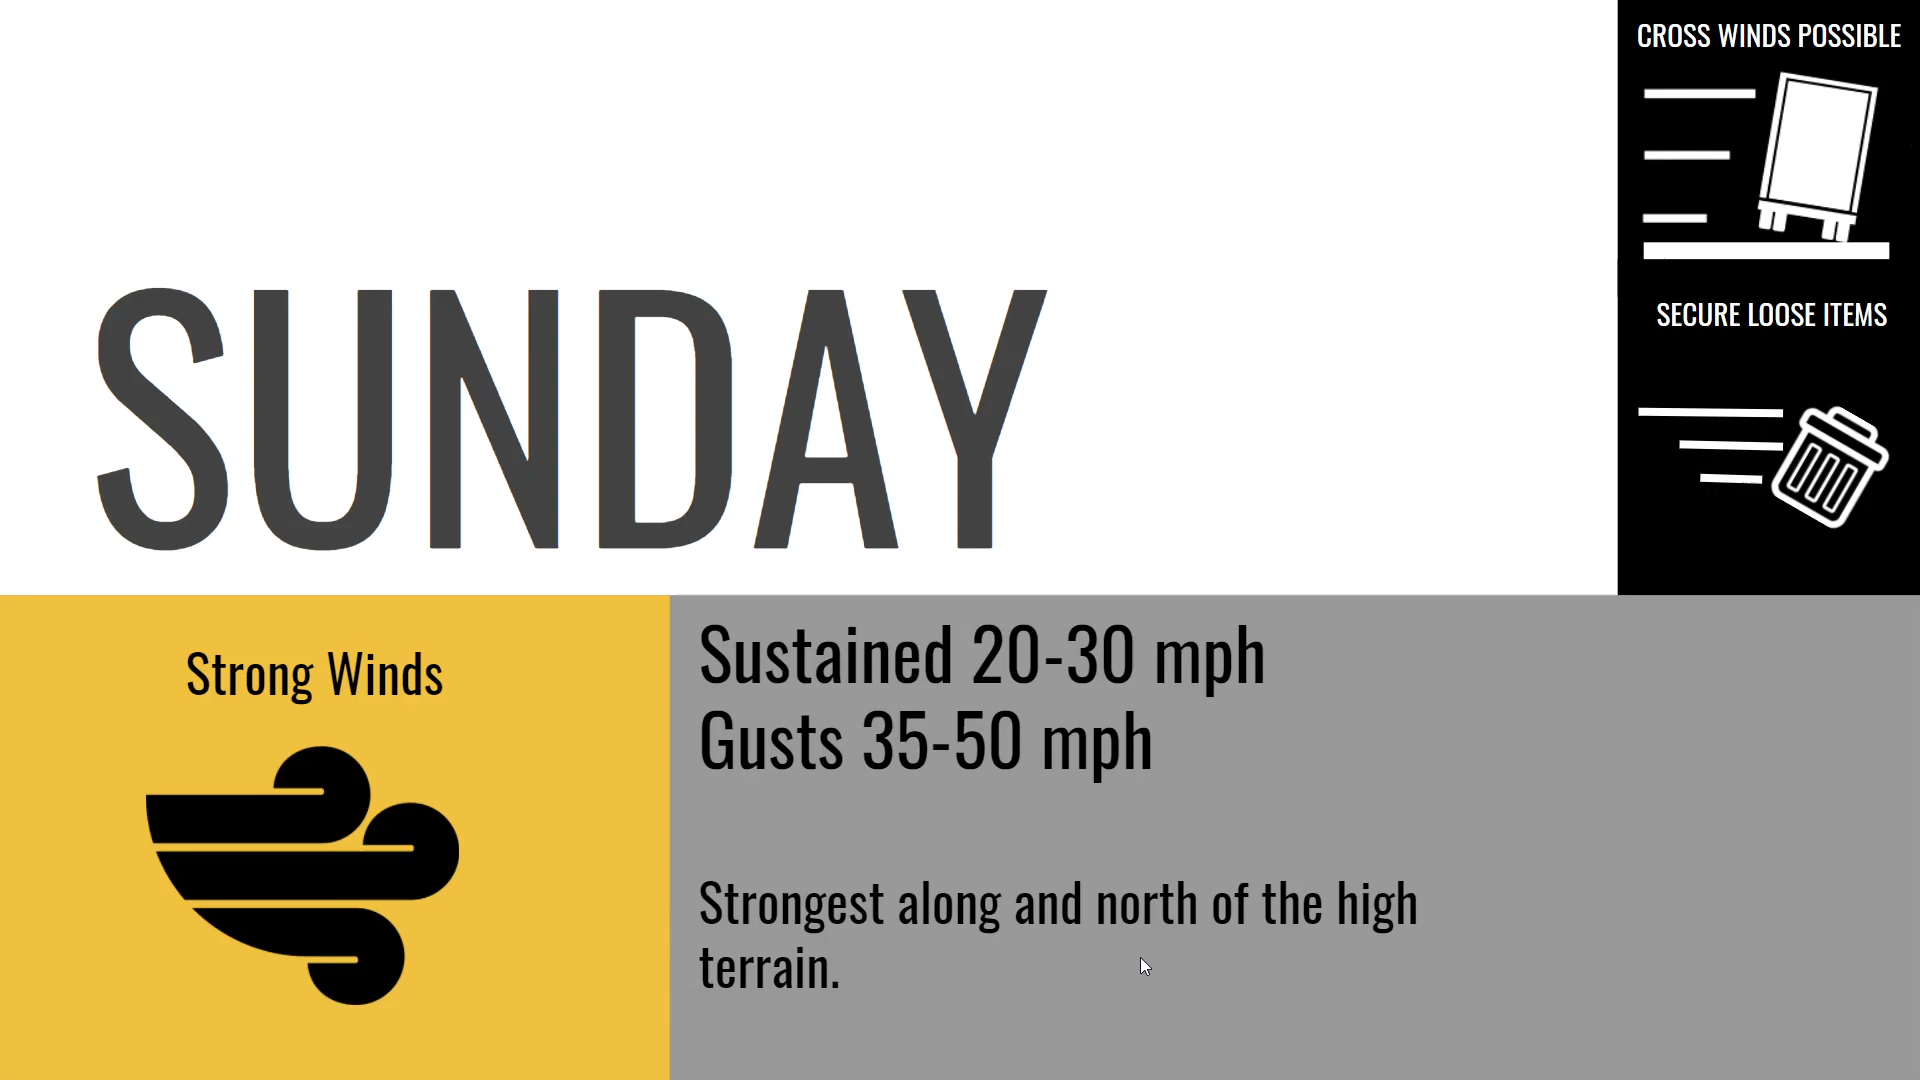 CROSS WINDS POSSIBLE
SECURE LOOSE ITEMS
SUNDAY
Strong Winds
Sustained 20-30 mph
Gusts 35-50 mph
Strongest along and north of the high
terrain.